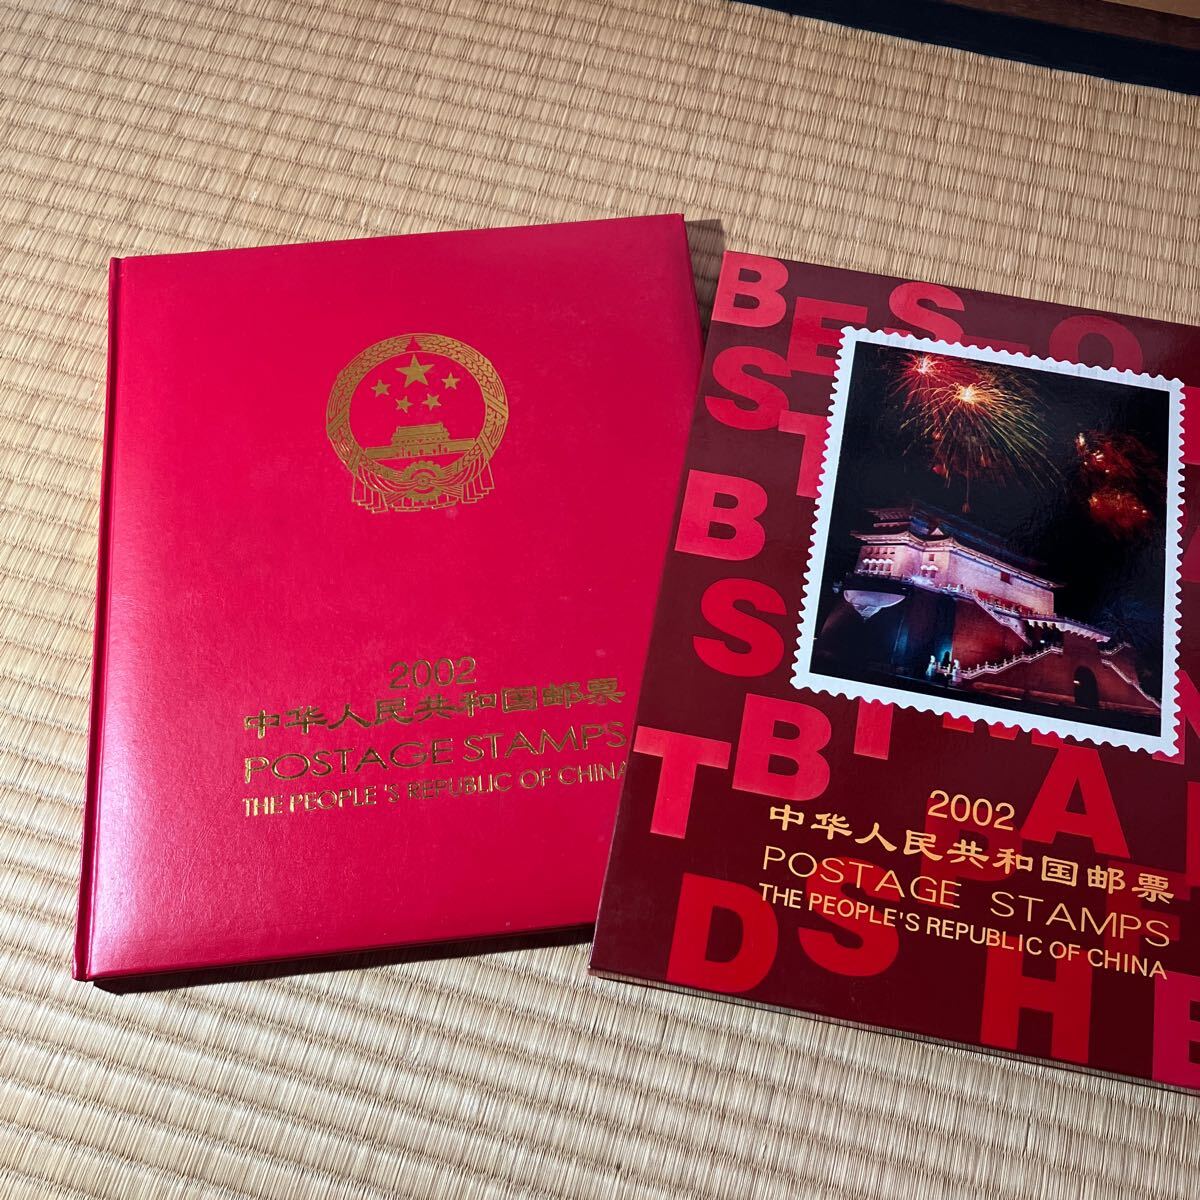 2002
中华人民共和国邮票
POSTAGE STAMPS
THE PEOPLE'S REPUBLIC OF CHINA
2002
中华人民共和国邮票
POSTAGE STAMPS
THE PEOPLE'S REPUBLIC OF CHINA